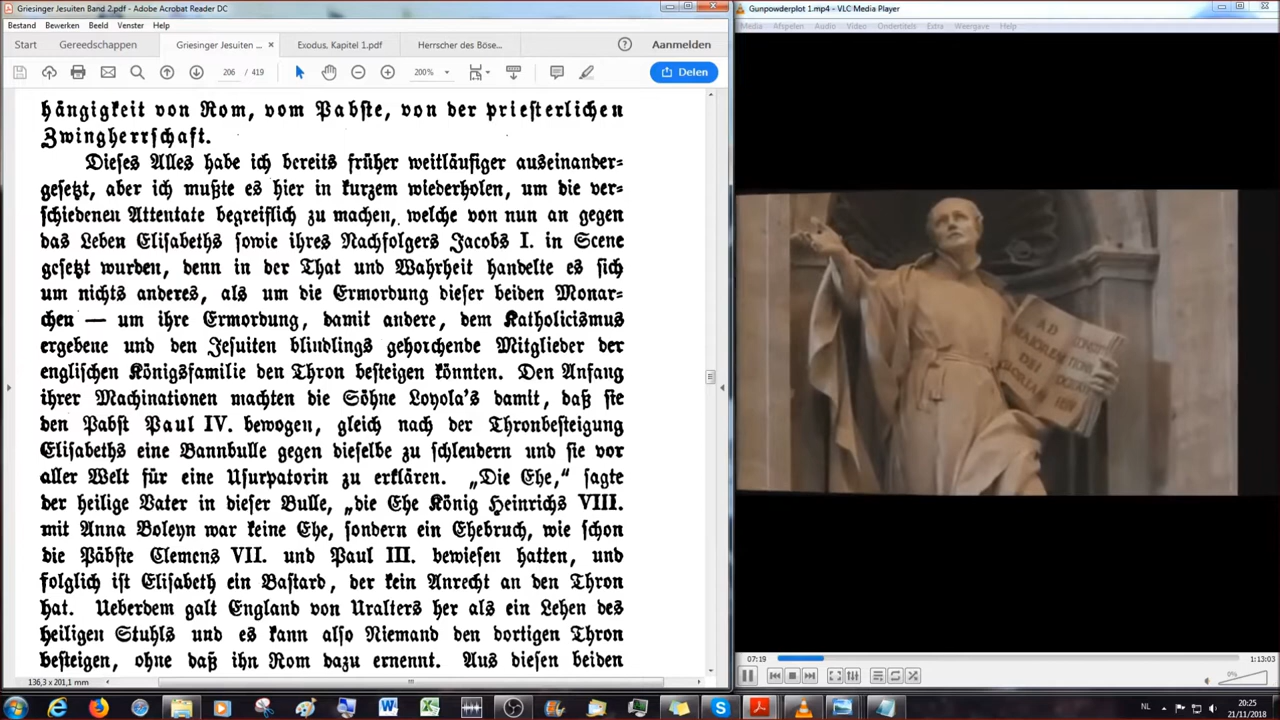 Griesinger Jesuiten Band 2.pdf - Adobe Acrobat Reader DC
Bestand Bewerken Beeld Venster Help
Start Gereedschappen Griesinger Jesuiten ... × Exodus. Kapitel 1.pdf Herrscher des Böse... Aanmelden
206 / 419 200% Delen
hängigkeit von Rom, vom Pabste, von der priesterlichen
Zwingherrschaft.
Dieses Alles habe ich bereits früher weitläufiger auseinander-
gesetzt, aber ich mußte es hier in kurzem wiederholen, um die ver-
schiedenen Attentate begreiflich zu machen, welche von nun an gegen
das Leben Elisabeths sowie ihres Nachfolgers Jacobs I. in Scene
gesetzt wurden, denn in der That und Wahrheit handelte es sich
um nichts anderes, als um die Ermordung dieser beiden Monar-
chen — um ihre Ermordung, damit andere, dem Katholicismus
ergebene und den Jesuiten blindlings gehorchende Mitglieder der
englischen Königsfamilie den Thron besteigen könnten. Den Anfang
ihrer Machinationen machten die Söhne Loyola's damit, daß sie
den Pabst Paul IV. bewogen, gleich nach der Thronbesteigung
Elisabeths eine Bannbulle gegen dieselbe zu schleudern und sie vor
aller Welt für eine Usurpatorin zu erklären. „Die Ehe,“ sagte
der heilige Vater in dieser Bulle, „die Ehe König Heinrichs VIII.
mit Anna Boleyn war keine Ehe, sondern ein Ehebruch, wie schon
die Päbste Clemens VII. und Paul III. bewiesen hatten, und
folglich ist Elisabeth ein Bastard, der kein Anrecht an den Thron
hat. Ueberdem galt England von Uralters her als ein Lehen des
heiligen Stuhls und es kann also Niemand den dortigen Thron
besteigen, ohne daß ihn Rom dazu ernennt. Aus diesen beiden
136,3 x 201,1 mm
Gunpowderplot 1.mp4 - VLC Media Player
Media Afspelen Audio Video Ondertitels Extra Weergave Help
AD
MAIOREM
DEI
GLORIAM
07:19 1:13:03
0%
NL 20:25
21/11/2018